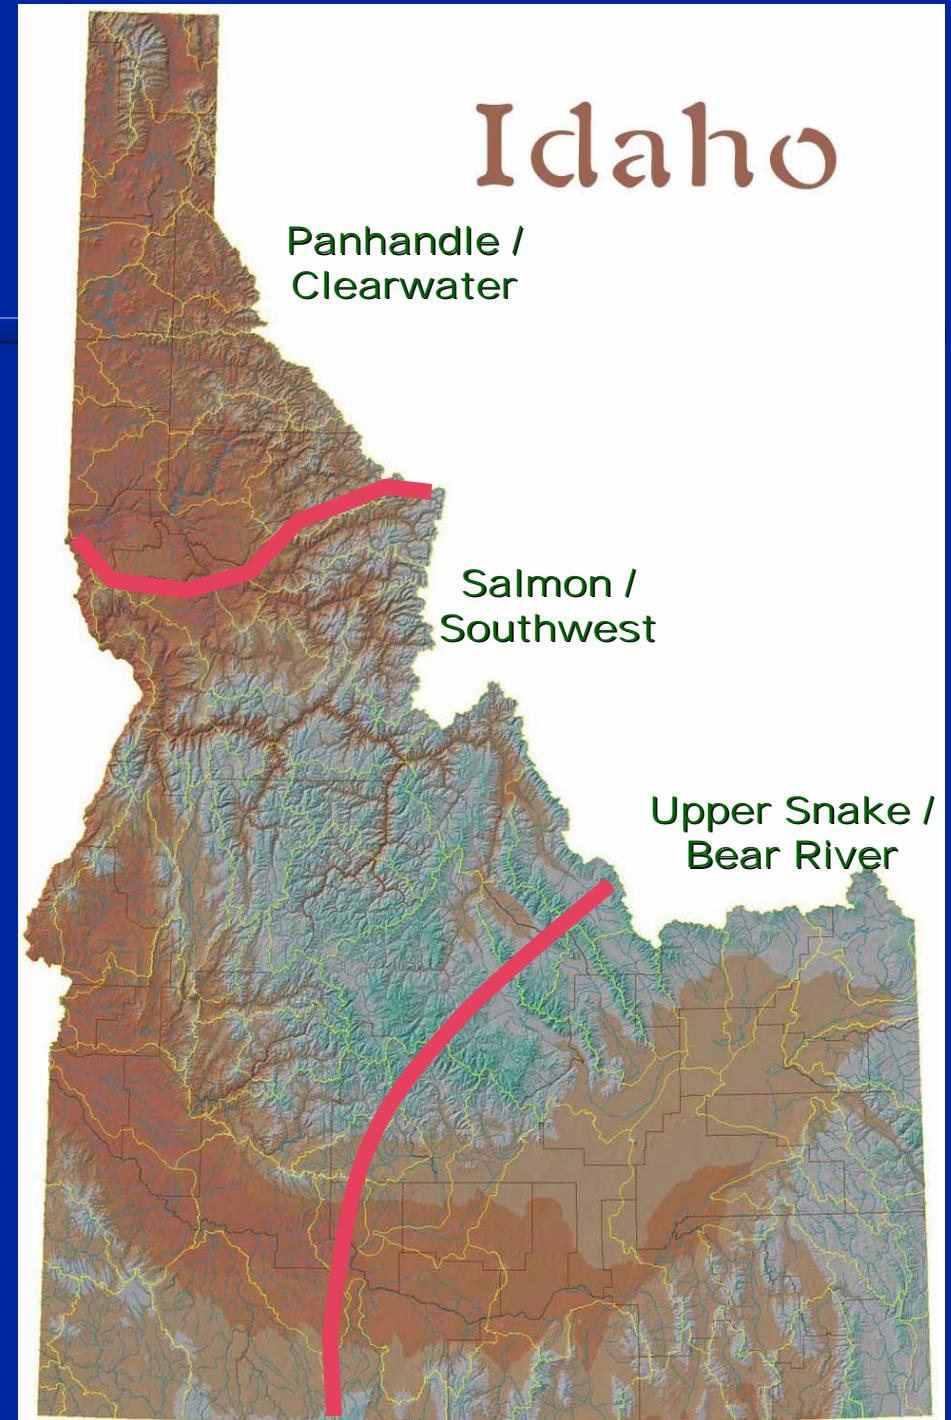 Idaho
Panhandle /
Clearwater
Salmon /
Southwest
Upper Snake /
Bear River